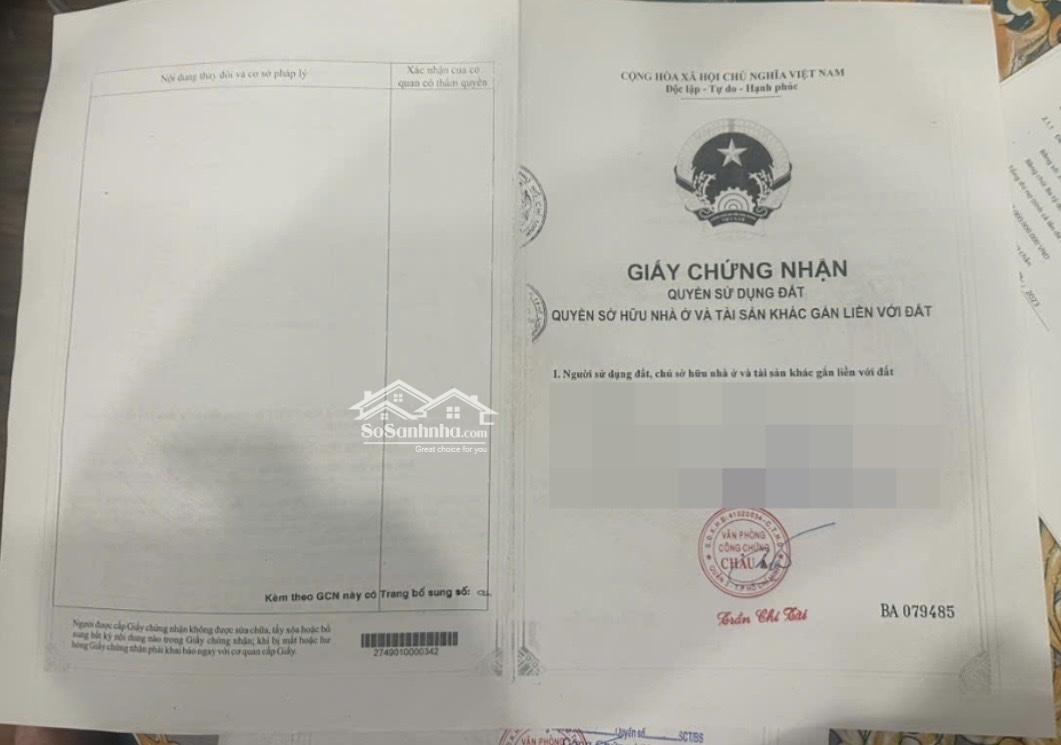 Nội dung thay đổi và cơ sở pháp lý
Xác nhận của cơ
quan có thẩm quyền
Kèm theo GCN này có Trang bổ sung số:
Người được cấp Giấy chứng nhận không được sửa chữa, tẩy xóa hoặc bổ
sung bất kỳ nội dung nào trong Giấy chứng nhận; khi bị mất hoặc hư
hỏng Giấy chứng nhận phải khai báo ngay với cơ quan cấp Giấy.
2749010000342
SoSanhnha.com
Great choice for you
CỘNG HÒA XÃ HỘI CHỦ NGHĨA VIỆT NAM
Độc lập - Tự do - Hạnh phúc
GIẤY CHỨNG NHẬN
QUYỀN SỬ DỤNG ĐẤT
QUYỀN SỞ HỮU NHÀ Ở VÀ TÀI SẢN KHÁC GẮN LIỀN VỚI ĐẤT
I. Người sử dụng đất, chủ sở hữu nhà ở và tài sản khác gắn liền với đất
VĂN PHÒNG
CÔNG CHỨNG
CHÂU Á
Trần Chí Tài
BA 079485
VĂN PHÒNG
Quyển số SCT/BS